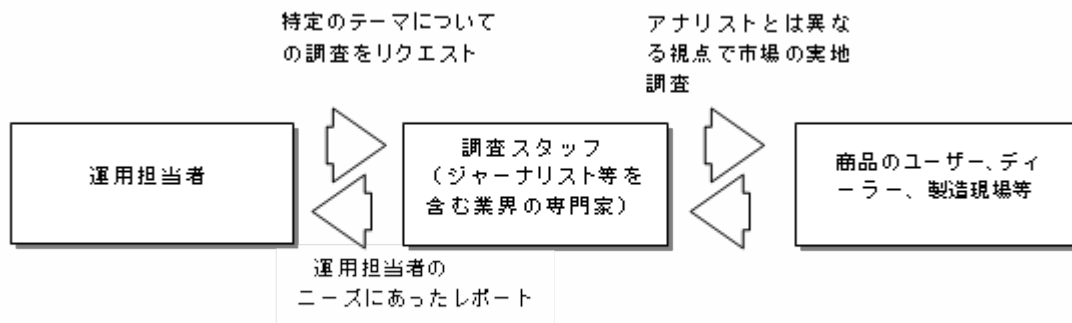 特定のテーマについて
の調査をリクエスト
アナリストとは異な
る視点で市場の実地
調査
運用担当者
調査スタッフ
（ジャーナリスト等を
含む業界の専門家）
商品のユーザー、ディ
ーラー、製造現場等
運用担当者の
ニーズにあったレポート